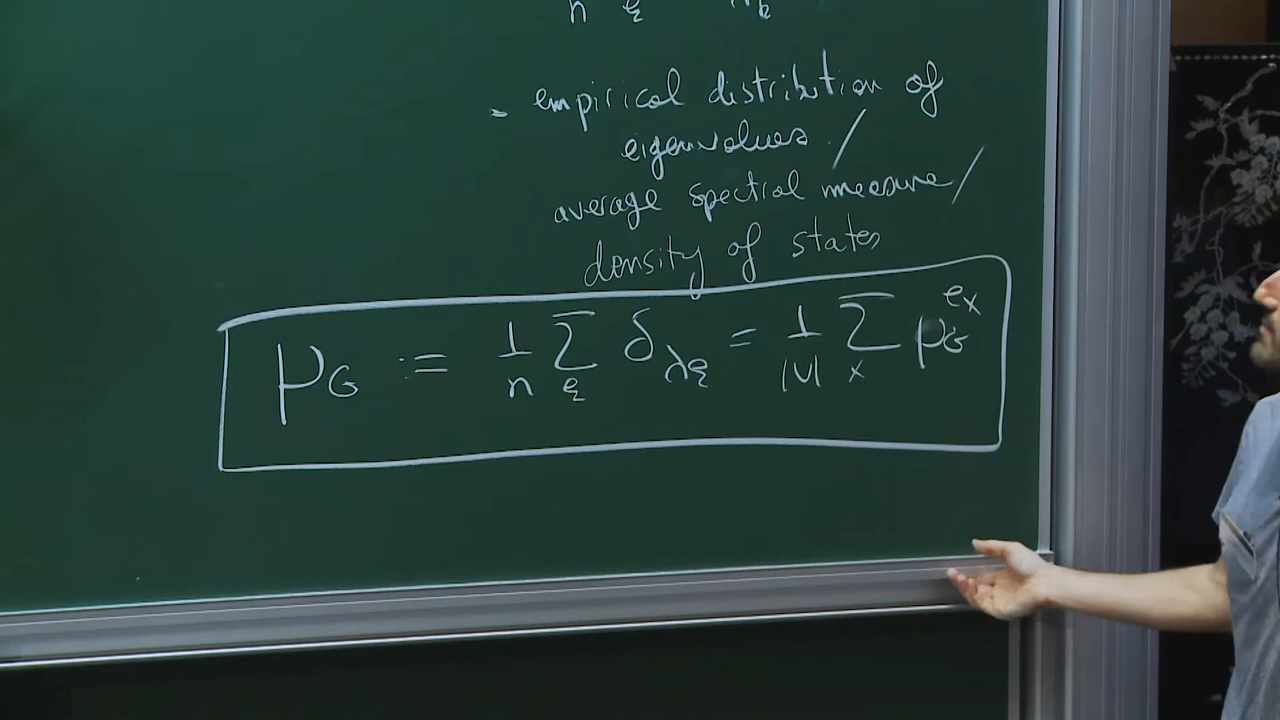 = empirical distribution of
eigenvalues /
average spectral measure /
density of states
μ_G := 1/n Σ_ξ δ_{λ_ξ} = 1/|V| Σ_x μ_G^{e_x}